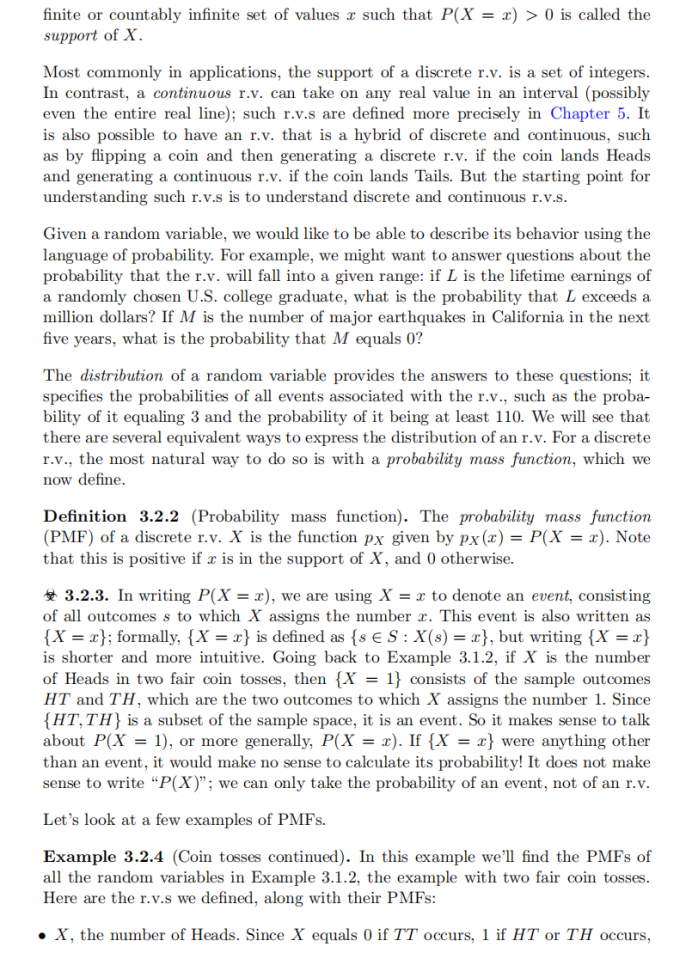 finite or countably infinite set of values x such that P(X = x) > 0 is called the
support of X.
Most commonly in applications, the support of a discrete r.v. is a set of integers.
In contrast, a continuous r.v. can take on any real value in an interval (possibly
even the entire real line); such r.v.s are defined more precisely in Chapter 5. It
is also possible to have an r.v. that is a hybrid of discrete and continuous, such
as by flipping a coin and then generating a discrete r.v. if the coin lands Heads
and generating a continuous r.v. if the coin lands Tails. But the starting point for
understanding such r.v.s is to understand discrete and continuous r.v.s.
Given a random variable, we would like to be able to describe its behavior using the
language of probability. For example, we might want to answer questions about the
probability that the r.v. will fall into a given range: if L is the lifetime earnings of
a randomly chosen U.S. college graduate, what is the probability that L exceeds a
million dollars? If M is the number of major earthquakes in California in the next
five years, what is the probability that M equals 0?
The distribution of a random variable provides the answers to these questions; it
specifies the probabilities of all events associated with the r.v., such as the proba-
bility of it equaling 3 and the probability of it being at least 110. We will see that
there are several equivalent ways to express the distribution of an r.v. For a discrete
r.v., the most natural way to do so is with a probability mass function, which we
now define.
Definition 3.2.2 (Probability mass function). The probability mass function
(PMF) of a discrete r.v. X is the function pX given by pX(x) = P(X = x). Note
that this is positive if x is in the support of X, and 0 otherwise.
☣ 3.2.3. In writing P(X = x), we are using X = x to denote an event, consisting
of all outcomes s to which X assigns the number x. This event is also written as
{X = x}; formally, {X = x} is defined as {s ∈ S : X(s) = x}, but writing {X = x}
is shorter and more intuitive. Going back to Example 3.1.2, if X is the number
of Heads in two fair coin tosses, then {X = 1} consists of the sample outcomes
HT and TH, which are the two outcomes to which X assigns the number 1. Since
{HT, TH} is a subset of the sample space, it is an event. So it makes sense to talk
about P(X = 1), or more generally, P(X = x). If {X = x} were anything other
than an event, it would make no sense to calculate its probability! It does not make
sense to write “P(X)”; we can only take the probability of an event, not of an r.v.
Let’s look at a few examples of PMFs.
Example 3.2.4 (Coin tosses continued). In this example we’ll find the PMFs of
all the random variables in Example 3.1.2, the example with two fair coin tosses.
Here are the r.v.s we defined, along with their PMFs:
• X, the number of Heads. Since X equals 0 if TT occurs, 1 if HT or TH occurs,